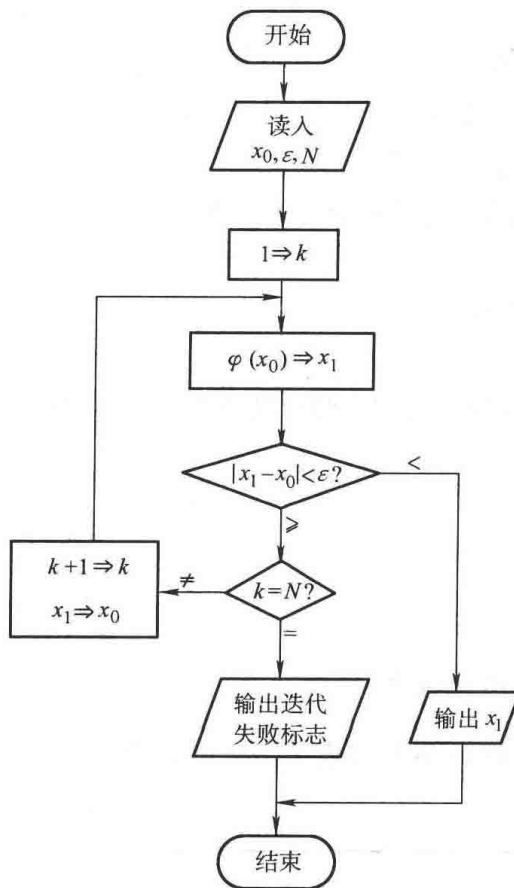 开始
读入
x₀, ε, N
1⇒k
φ(x₀)⇒x₁
|x₁-x₀|<ε?
<
≥
k+1⇒k
x₁⇒x₀
≠
k=N?
=
输出迭代
失败标志
输出 x₁
结束